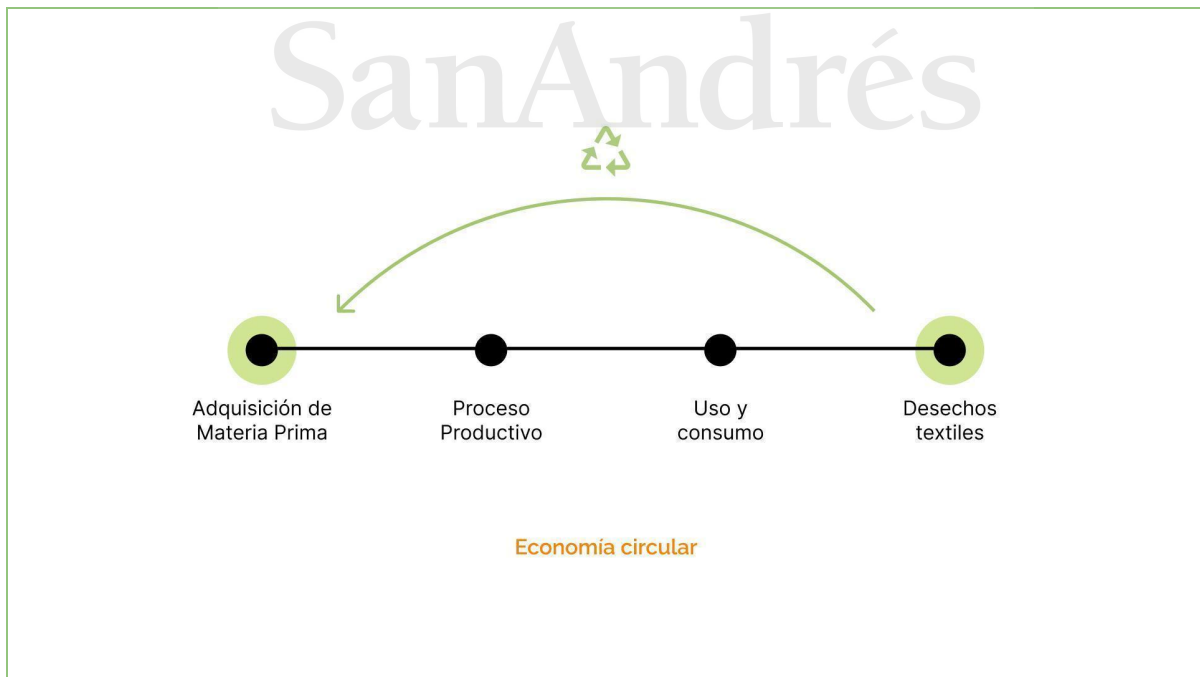 SanAndrés
Adquisición de
Materia Prima
Proceso
Productivo
Uso y
consumo
Desechos
textiles
Economía circular